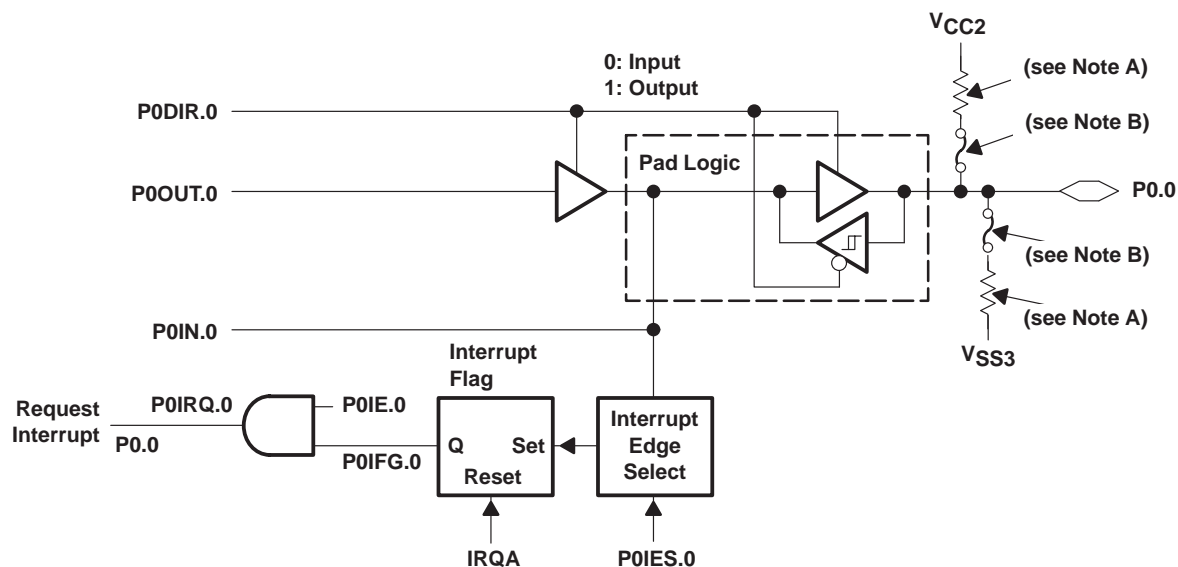 VCC2
0: Input
1: Output
(see Note A)
P0DIR.0
(see Note B)
Pad Logic
P0OUT.0
P0.0
(see Note B)
(see Note A)
P0IN.0
VSS3
Interrupt
Flag
Request
Interrupt
P0IRQ.0
P0.0
P0IE.0
P0IFG.0
Q
Set
Reset
Interrupt
Edge
Select
IRQA
P0IES.0